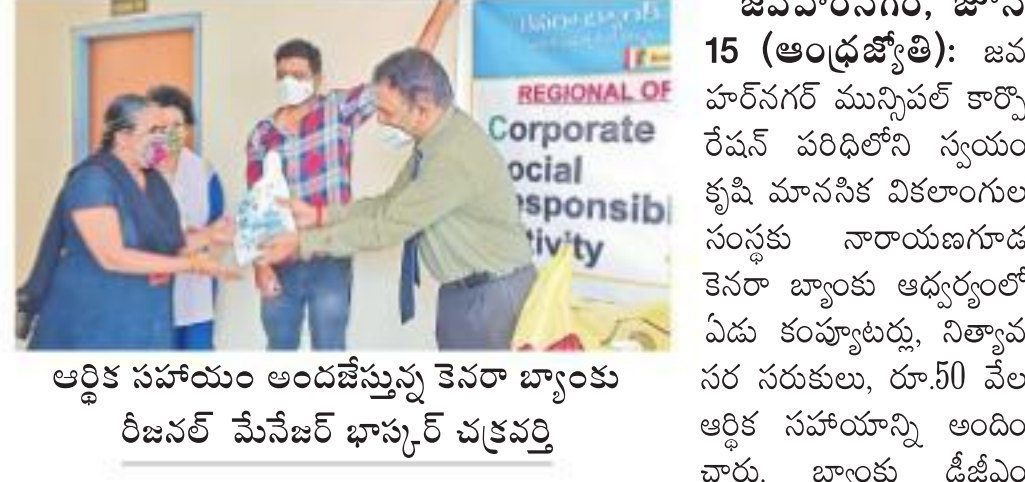 REGIONAL OF
Corporate
ocial
esponsibi
tivity
ఆర్థిక సహాయం అందజేస్తున్న కెనరా బ్యాంకు
రీజనల్ మేనేజర్ భాస్కర్ చక్రవర్తి
జవహర్‌నగర్, జూన్
15 (ఆంధ్రజ్యోతి): జవ
హర్‌నగర్ మున్సిపల్ కార్పొ
రేషన్ పరిధిలోని స్వయం
కృషి మానసిక వికలాంగుల
సంస్థకు నారాయణగూడ
కెనరా బ్యాంకు ఆధ్వర్యంలో
ఏడు కంప్యూటర్లు, నిత్యావ
సర సరుకులు, రూ.50 వేల
ఆర్థిక సహాయాన్ని అందిం
చారు. బ్యాంకు డీజీఎం